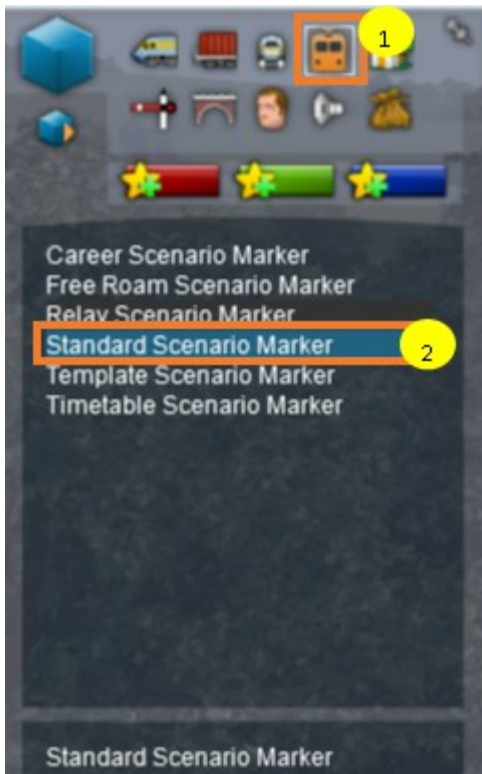 1
Career Scenario Marker
Free Roam Scenario Marker
Relay Scenario Marker
Standard Scenario Marker
2
Template Scenario Marker
Timetable Scenario Marker
Standard Scenario Marker